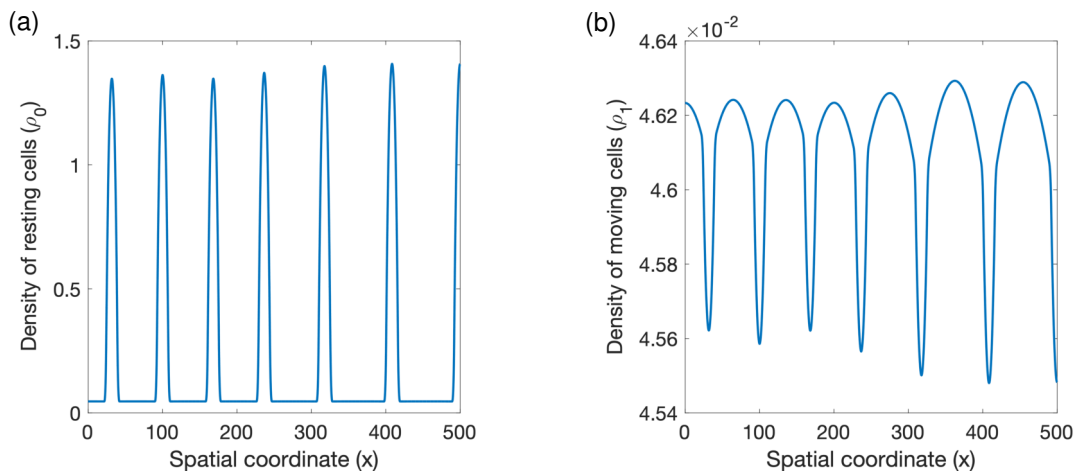 (a)
1.5
1
0.5
0
0 100 200 300 400 500
Density of resting cells (ρ₀)
Spatial coordinate (x)
(b)
×10⁻²
4.64
4.62
4.6
4.58
4.56
4.54
0 100 200 300 400 500
Density of moving cells (ρ₁)
Spatial coordinate (x)